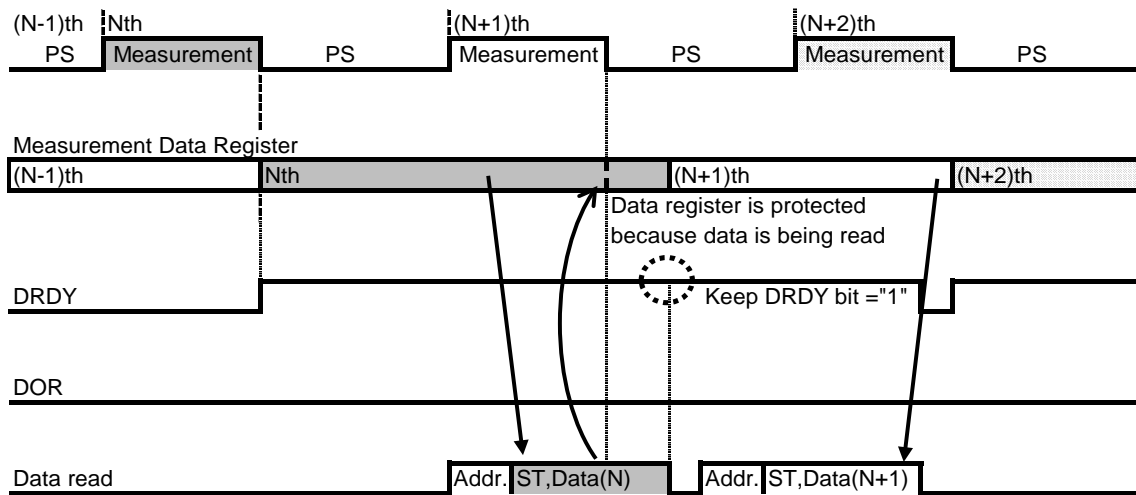 (N-1)th Nth (N+1)th (N+2)th
PS Measurement PS Measurement PS Measurement PS
Measurement Data Register
(N-1)th Nth (N+1)th (N+2)th
Data register is protected
because data is being read
DRDY Keep DRDY bit ="1"
DOR
Data read Addr. ST,Data(N) Addr. ST,Data(N+1)